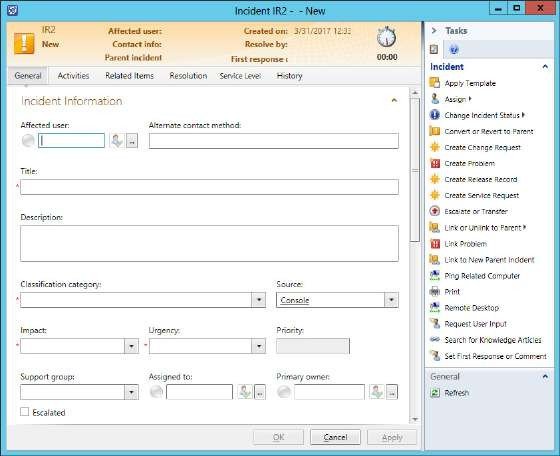 Incident IR2 - - New
IR2
New
Affected user:
Contact info:
Parent incident
Created on: 3/31/2017 12:33
Resolve by:
First response (
00:00
General Activities Related Items Resolution Service Level History
Incident Information
Affected user: Alternate contact method:
...
Title:
*
Description:
Classification category: Source:
* Console
Impact: Urgency: Priority:
* *
Support group: Assigned to: Primary owner:
... ...
Escalated
OK Cancel Apply
Tasks
Incident
Apply Template
Assign
Change Incident Status
Convert or Revert to Parent
Create Change Request
Create Problem
Create Release Record
Create Service Request
Escalate or Transfer
Link or Unlink to Parent
Link Problem
Link to New Parent Incident
Ping Related Computer
Print
Remote Desktop
Request User Input
Search for Knowledge Articles
Set First Response or Comment
General
Refresh